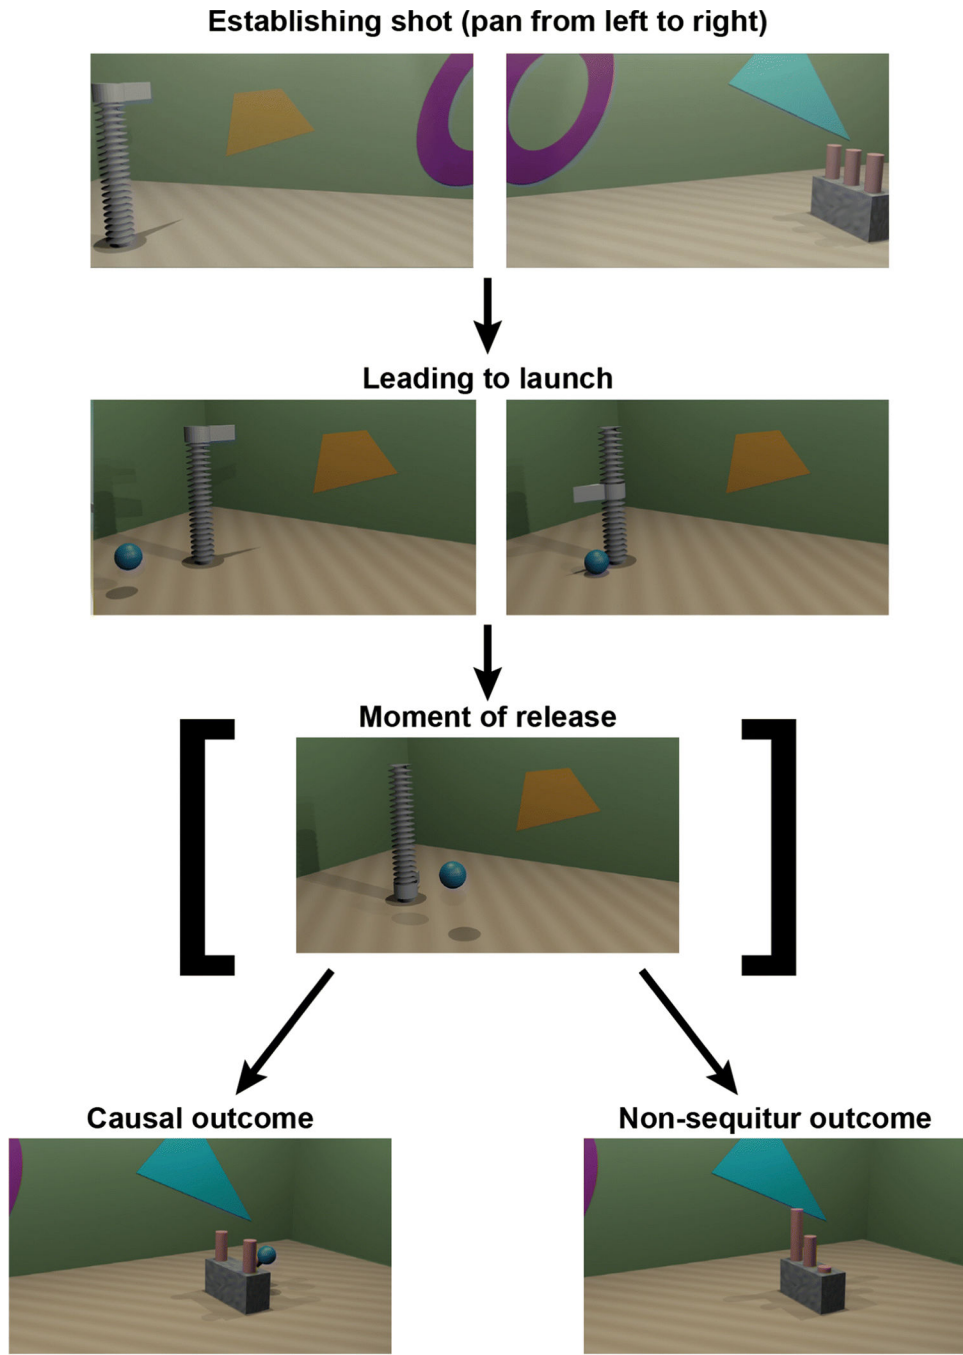 Establishing shot (pan from left to right)
Leading to launch
Moment of release
Causal outcome
Non-sequitur outcome